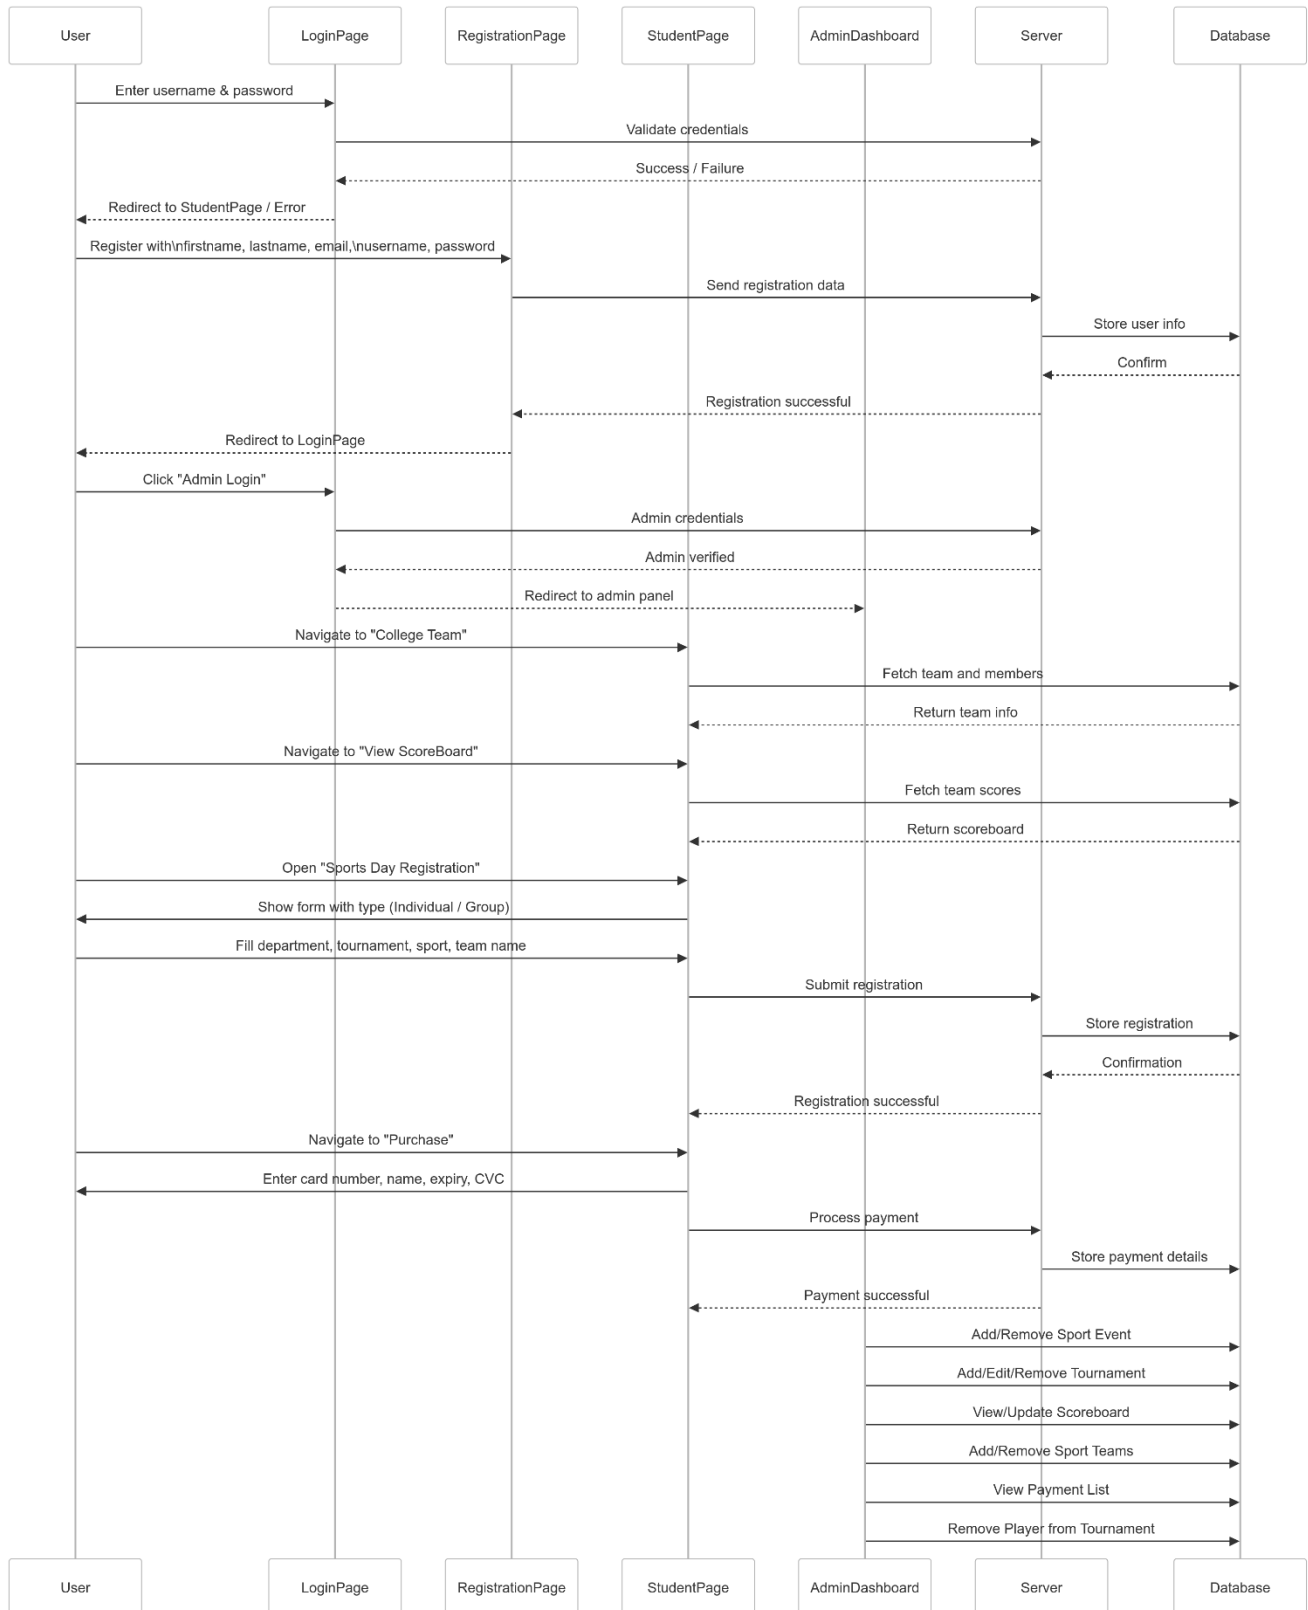 User
LoginPage
RegistrationPage
StudentPage
AdminDashboard
Server
Database
Enter username & password
Validate credentials
Success / Failure
Redirect to StudentPage / Error
Register with\nfirstname, lastname, email,\nusername, password
Send registration data
Store user info
Confirm
Registration successful
Redirect to LoginPage
Click "Admin Login"
Admin credentials
Admin verified
Redirect to admin panel
Navigate to "College Team"
Fetch team and members
Return team info
Navigate to "View ScoreBoard"
Fetch team scores
Return scoreboard
Open "Sports Day Registration"
Show form with type (Individual / Group)
Fill department, tournament, sport, team name
Submit registration
Store registration
Confirmation
Registration successful
Navigate to "Purchase"
Enter card number, name, expiry, CVC
Process payment
Store payment details
Payment successful
Add/Remove Sport Event
Add/Edit/Remove Tournament
View/Update Scoreboard
Add/Remove Sport Teams
View Payment List
Remove Player from Tournament
User
LoginPage
RegistrationPage
StudentPage
AdminDashboard
Server
Database